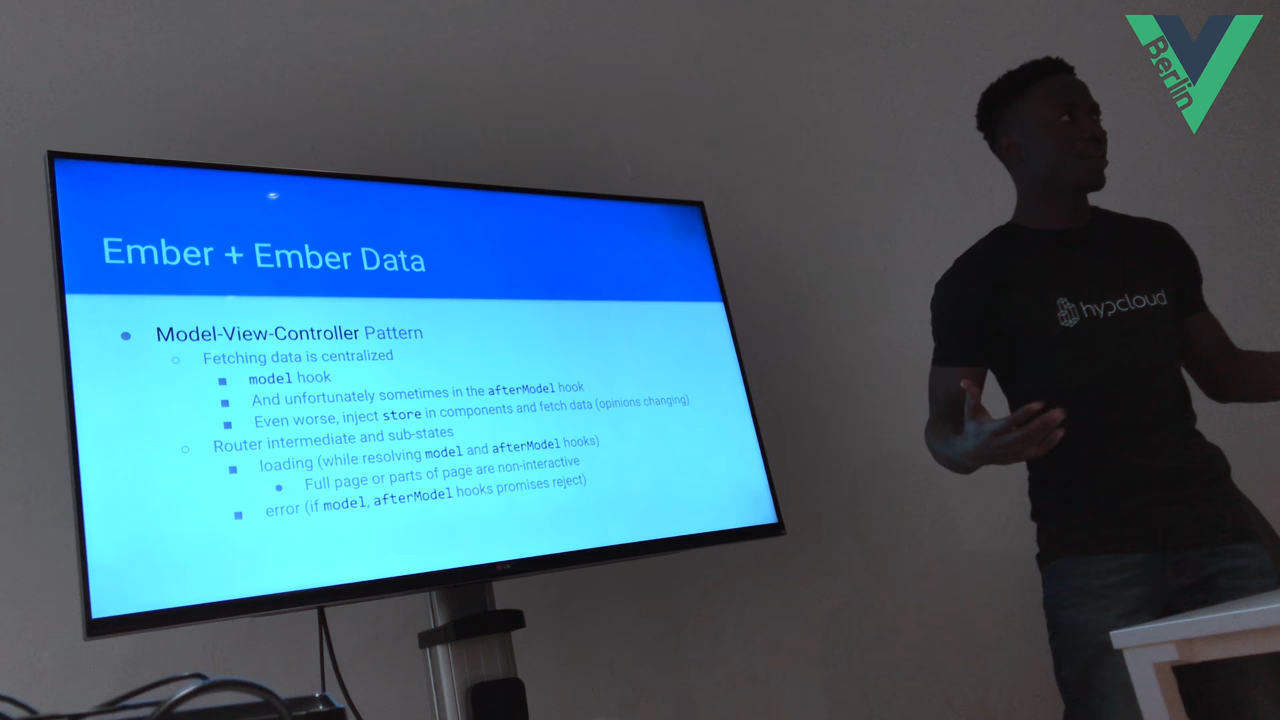 Berlin
Ember + Ember Data
Model-View-Controller Pattern
Fetching data is centralized
model hook
And unfortunately sometimes in the afterModel hook
Even worse, inject store in components and fetch data (opinions changing)
Router intermediate and sub-states
loading (while resolving model and afterModel hooks)
Full page or parts of page are non-interactive
error (if model, afterModel hooks promises reject)
hypcloud
LG